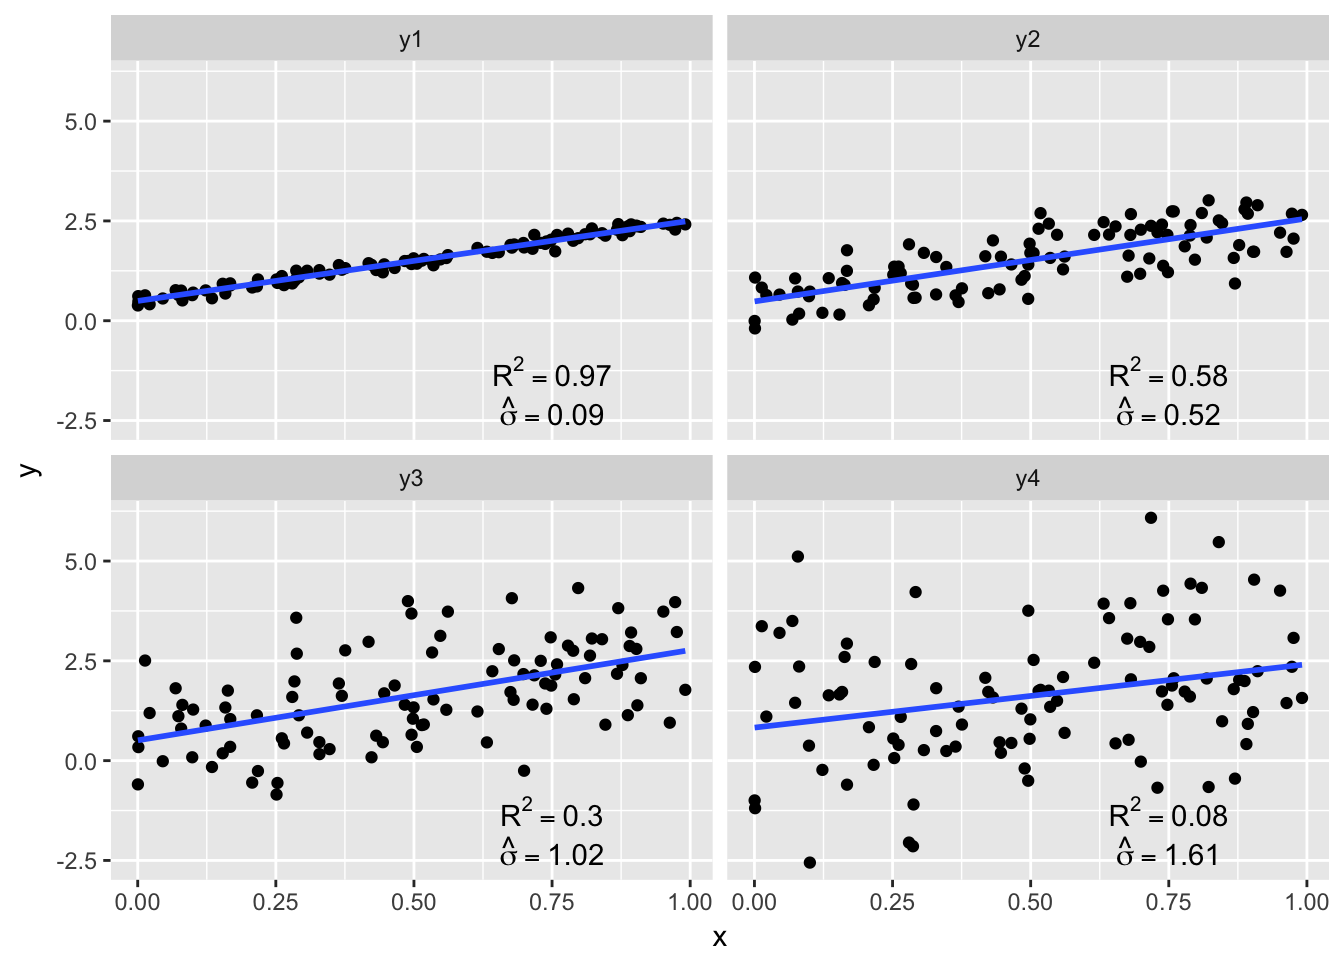 y1
y2
5.0
2.5
0.0
-2.5
R² = 0.97
σ̂ = 0.09
R² = 0.58
σ̂ = 0.52
y
y3
y4
5.0
2.5
0.0
-2.5
R² = 0.3
σ̂ = 1.02
R² = 0.08
σ̂ = 1.61
0.00 0.25 0.50 0.75 1.00 0.00 0.25 0.50 0.75 1.00
x